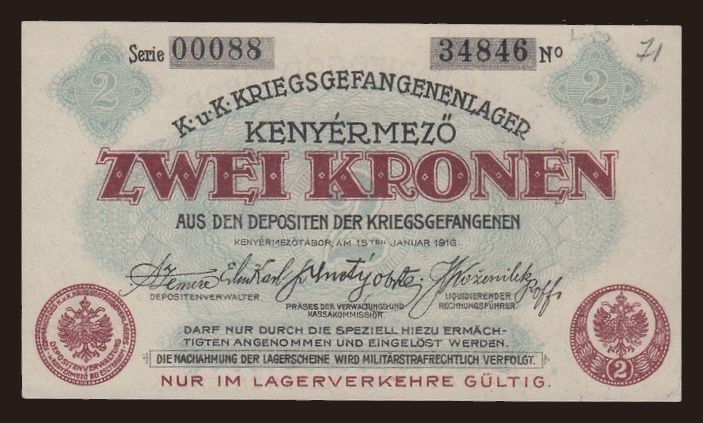 Serie 00088 34846 No 71
2 2
K.u.K. KRIEGSGEFANGENENLAGER
KENYÉRMEZŐ
ZWEI KRONEN
AUS DEN DEPOSITEN DER KRIEGSGEFANGENEN
KENYÉRMEZŐTÁBOR, AM 15TEN JANUAR 1916.
DEPOSITENVERWALTER
PRÄSES DER VERWALTUNGS-UND KASSAKOMMISSION.
LIQUIDIERENDER RECHNUNGSFÜHRER.
DARF NUR DURCH DIE SPEZIELL HIEZU ERMÄCH-
TIGTEN ANGENOMMEN UND EINGELÖST WERDEN.
DIE NACHAHMUNG DER LAGERSCHEINE WIRD MILITÄRSTRAFRECHTLICH VERFOLGT.
NUR IM LAGERVERKEHRE GÜLTIG.
DEPOSITENVERWALTUNG
2